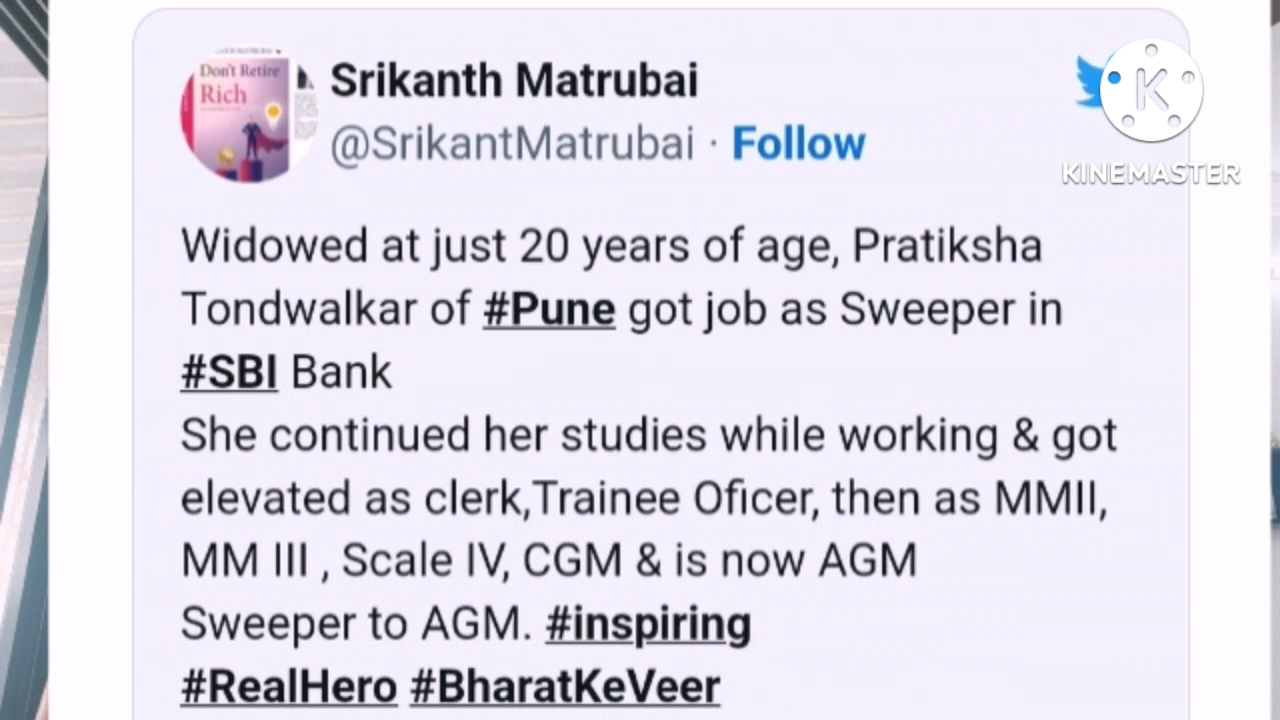 Don't Retire
Rich
Srikanth Matrubai
@SrikantMatrubai · Follow
K
KINEMASTER
Widowed at just 20 years of age, Pratiksha
Tondwalkar of #Pune got job as Sweeper in
#SBI Bank
She continued her studies while working & got
elevated as clerk,Trainee Oficer, then as MMII,
MM III , Scale IV, CGM & is now AGM
Sweeper to AGM. #inspiring
#RealHero #BharatKeVeer